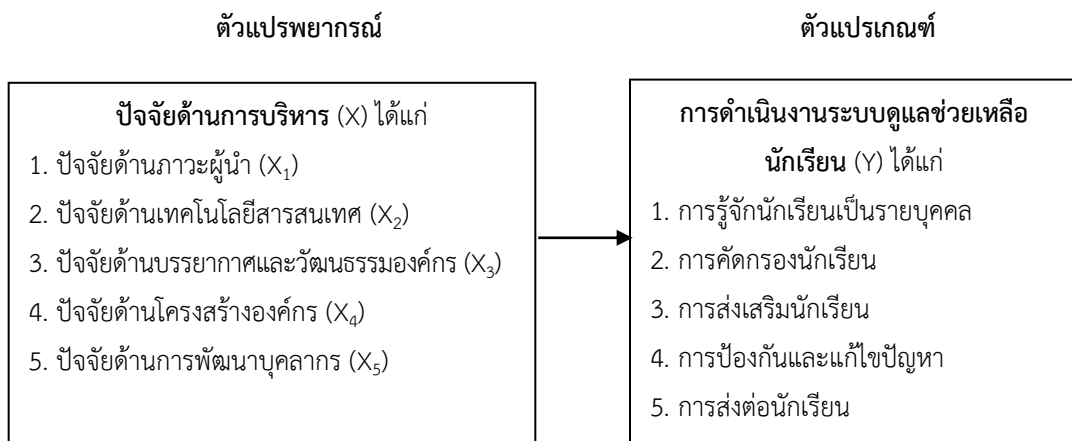 ตัวแปรพยากรณ์
ปัจจัยด้านการบริหาร (X) ได้แก่
1. ปัจจัยด้านภาวะผู้นำ (X₁)
2. ปัจจัยด้านเทคโนโลยีสารสนเทศ (X₂)
3. ปัจจัยด้านบรรยากาศและวัฒนธรรมองค์กร (X₃)
4. ปัจจัยด้านโครงสร้างองค์กร (X₄)
5. ปัจจัยด้านการพัฒนาบุคลากร (X₅)
ตัวแปรเกณฑ์
การดำเนินงานระบบดูแลช่วยเหลือ
นักเรียน (Y) ได้แก่
1. การรู้จักนักเรียนเป็นรายบุคคล
2. การคัดกรองนักเรียน
3. การส่งเสริมนักเรียน
4. การป้องกันและแก้ไขปัญหา
5. การส่งต่อนักเรียน